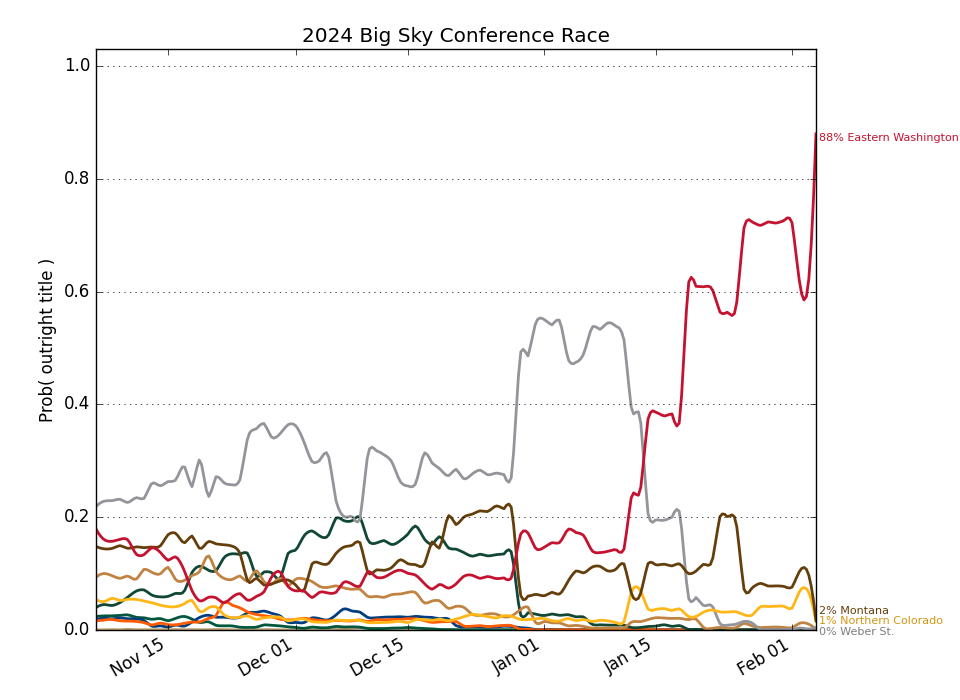 2024 Big Sky Conference Race
Prob( outright title )
1.0
0.8
0.6
0.4
0.2
0.0
Nov 15
Dec 01
Dec 15
Jan 01
Jan 15
Feb 01
88% Eastern Washington
2% Montana
1% Northern Colorado
0% Weber St.